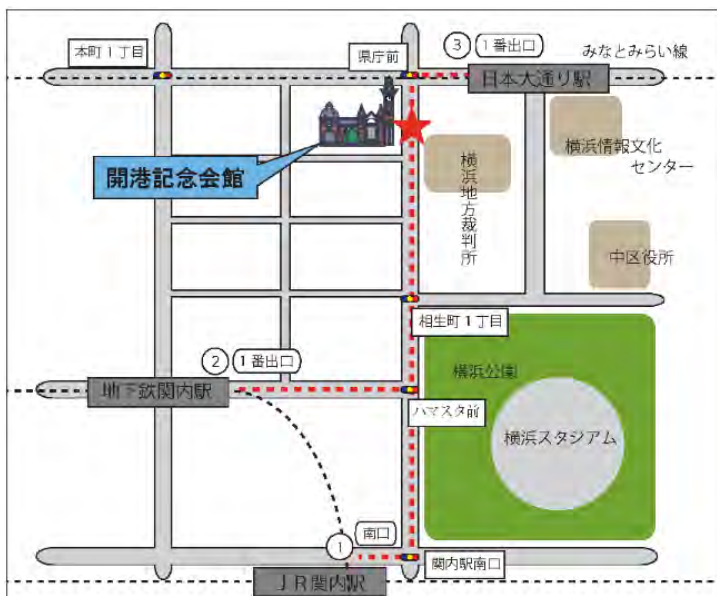 本町1丁目
県庁前
③
1番出口
みなとみらい線
日本大通り駅
開港記念会館
横浜地方裁判所
横浜情報文化
センター
中区役所
相生町1丁目
②
1番出口
地下鉄関内駅
横浜公園
ハマスタ前
横浜スタジアム
①
南口
関内駅南口
JR関内駅